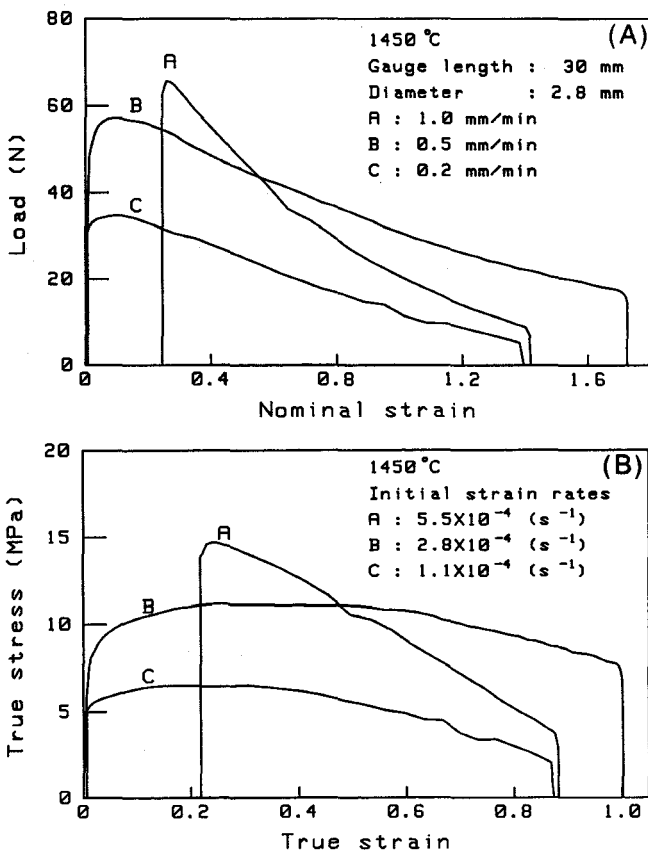 (A)
1450 °C
Gauge length : 30 mm
Diameter : 2.8 mm
A : 1.0 mm/min
B : 0.5 mm/min
C : 0.2 mm/min
A
B
C
Load (N)
80
60
40
20
0
0 0.4 0.8 1.2 1.6
Nominal strain
(B)
1450 °C
Initial strain rates
A : 5.5X10⁻⁴ (s⁻¹)
B : 2.8X10⁻⁴ (s⁻¹)
C : 1.1X10⁻⁴ (s⁻¹)
A
B
C
True stress (MPa)
20
15
10
5
0
0 0.2 0.4 0.6 0.8 1.0
True strain